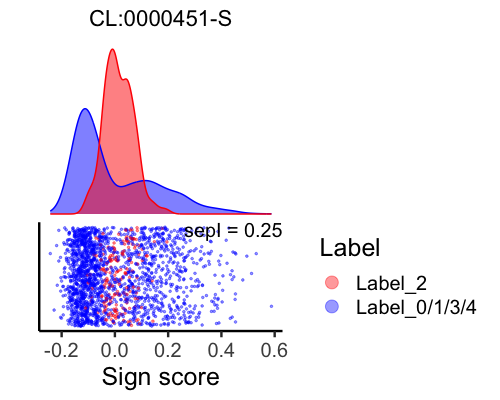 CL:0000451-S
sepI = 0.25
-0.2 0.0 0.2 0.4 0.6
Sign score
Label
Label_2
Label_0/1/3/4